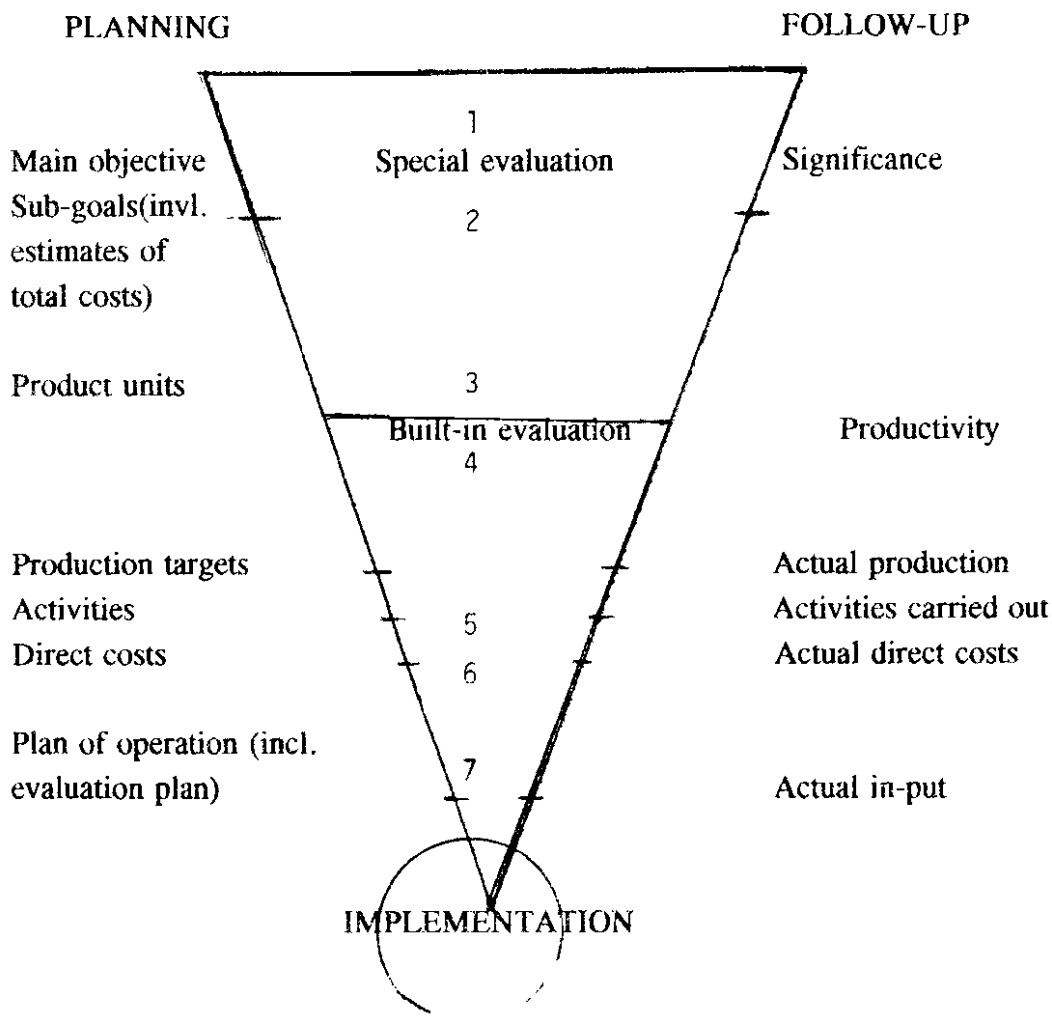 PLANNING FOLLOW-UP
1
Main objective Special evaluation Significance
Sub-goals(invl. 2
estimates of
total costs)
Product units 3
Built-in evaluation Productivity
4
Production targets Actual production
Activities 5 Activities carried out
Direct costs 6 Actual direct costs
Plan of operation (incl. 7
evaluation plan) Actual in-put
IMPLEMENTATION